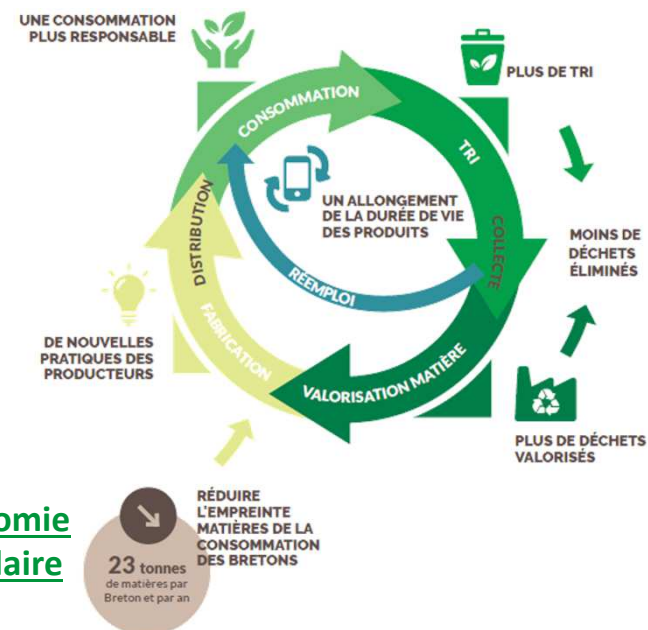 UNE CONSOMMATION
PLUS RESPONSABLE
CONSOMMATION
PLUS DE TRI
TRI
UN ALLONGEMENT
DE LA DURÉE DE VIE
DES PRODUITS
DISTRIBUTION
COLLECTE
MOINS DE
DÉCHETS
ÉLIMINÉS
RÉEMPLOI
FABRICATION
DE NOUVELLES
PRATIQUES DES
PRODUCTEURS
VALORISATION MATIÈRE
PLUS DE DÉCHETS
VALORISÉS
RÉDUIRE
L'EMPREINTE
MATIÈRES DE LA
CONSOMMATION
DES BRETONS
23 tonnes
de matières par
Breton et par an
omie
laire